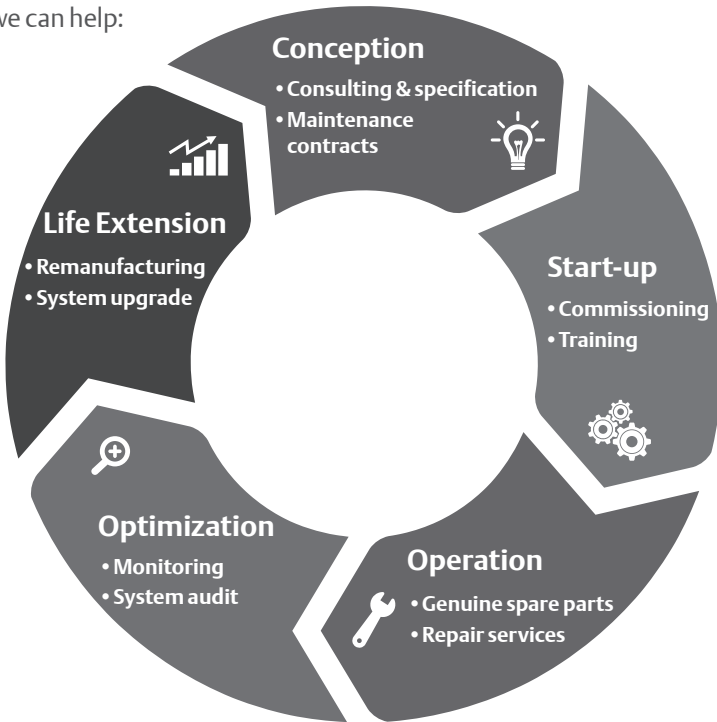 we can help:
Conception
• Consulting & specification
• Maintenance
contracts
Start-up
• Commissioning
• Training
Operation
• Genuine spare parts
• Repair services
Optimization
• Monitoring
• System audit
Life Extension
• Remanufacturing
• System upgrade